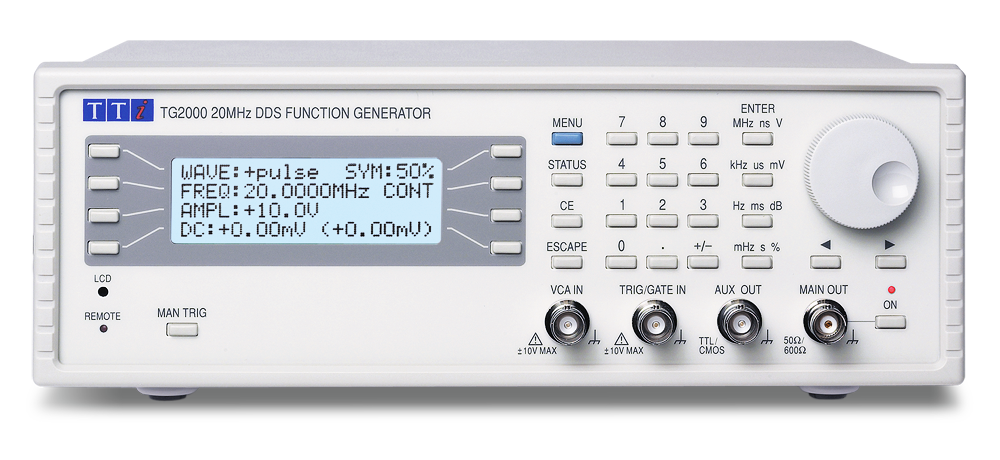 TTi TG2000 20MHz DDS FUNCTION GENERATOR
WAVE:+pulse SYM:50%
FREQ:20.0000MHz CONT
AMPL:+10.0V
DC:+0.00mV (+0.00mV)
LCD
REMOTE
MAN TRIG
ENTER
MENU 7 8 9 MHz ns V
STATUS 4 5 6 kHz us mV
CE 1 2 3 Hz ms dB
ESCAPE 0 . +/– mHz s %
◀ ▶
VCA IN TRIG/GATE IN AUX OUT MAIN OUT ON
±10V MAX ±10V MAX TTL/ 50Ω/
CMOS 600Ω